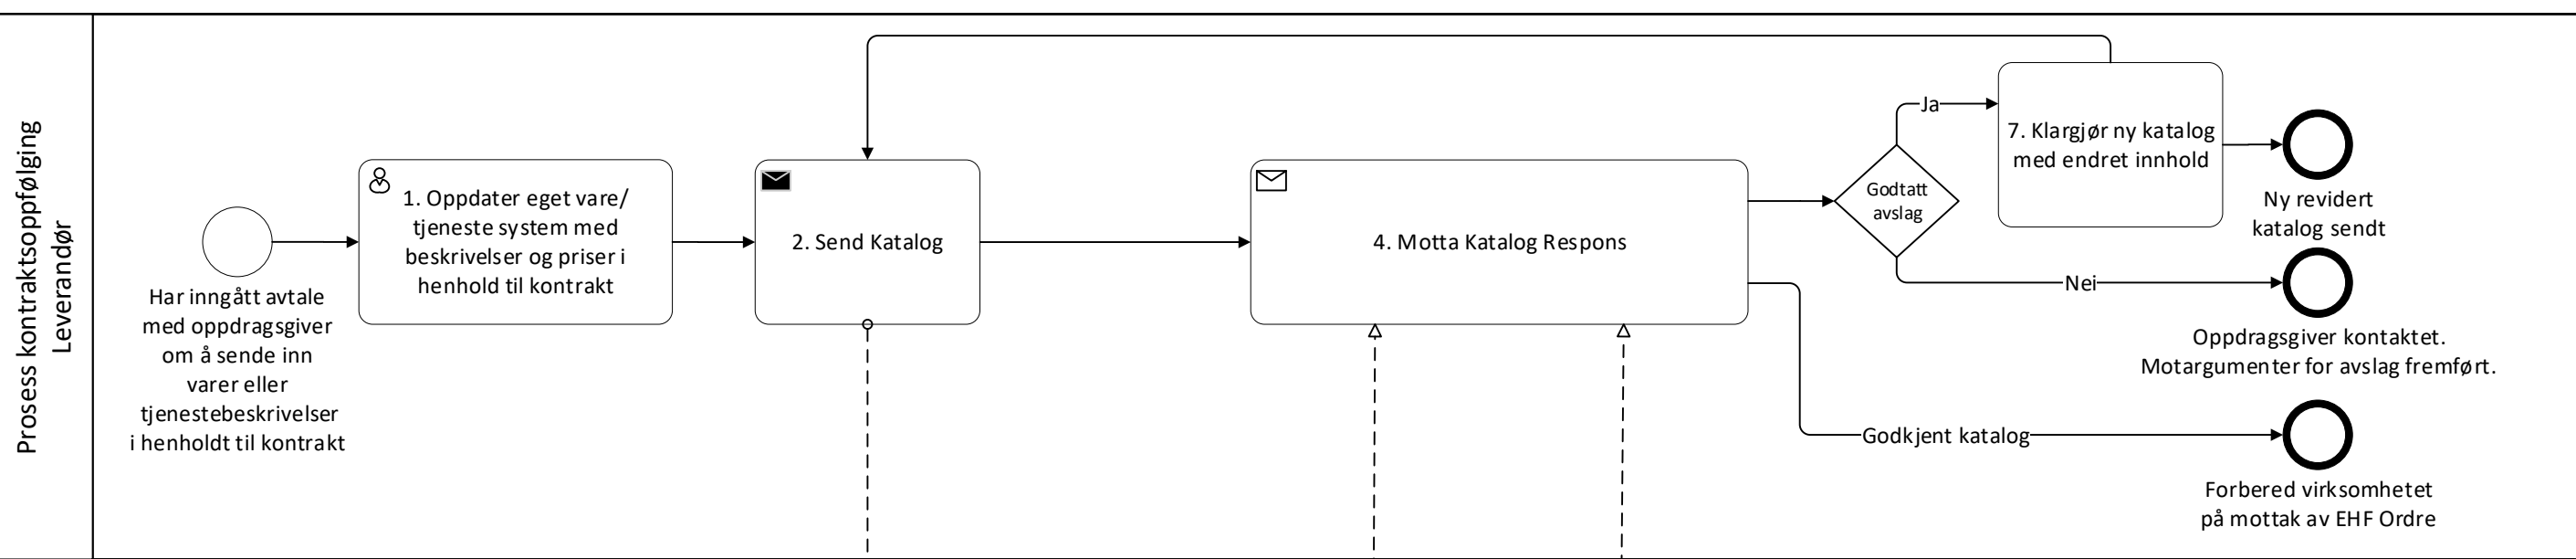 Prosess kontraktsoppfølging
Leverandør
Har inngått avtale
med oppdragsgiver
om å sende inn
varer eller
tjenestebeskrivelser
i henholdt til kontrakt
1. Oppdater eget vare/
tjeneste system med
beskrivelser og priser i
henhold til kontrakt
2. Send Katalog
4. Motta Katalog Respons
Godtatt
avslag
Ja
7. Klargjør ny katalog
med endret innhold
Ny revidert
katalog sendt
Nei
Oppdragsgiver kontaktet.
Motargumenter for avslag fremført.
Godkjent katalog
Forbered virksomhetet
på mottak av EHF Ordre